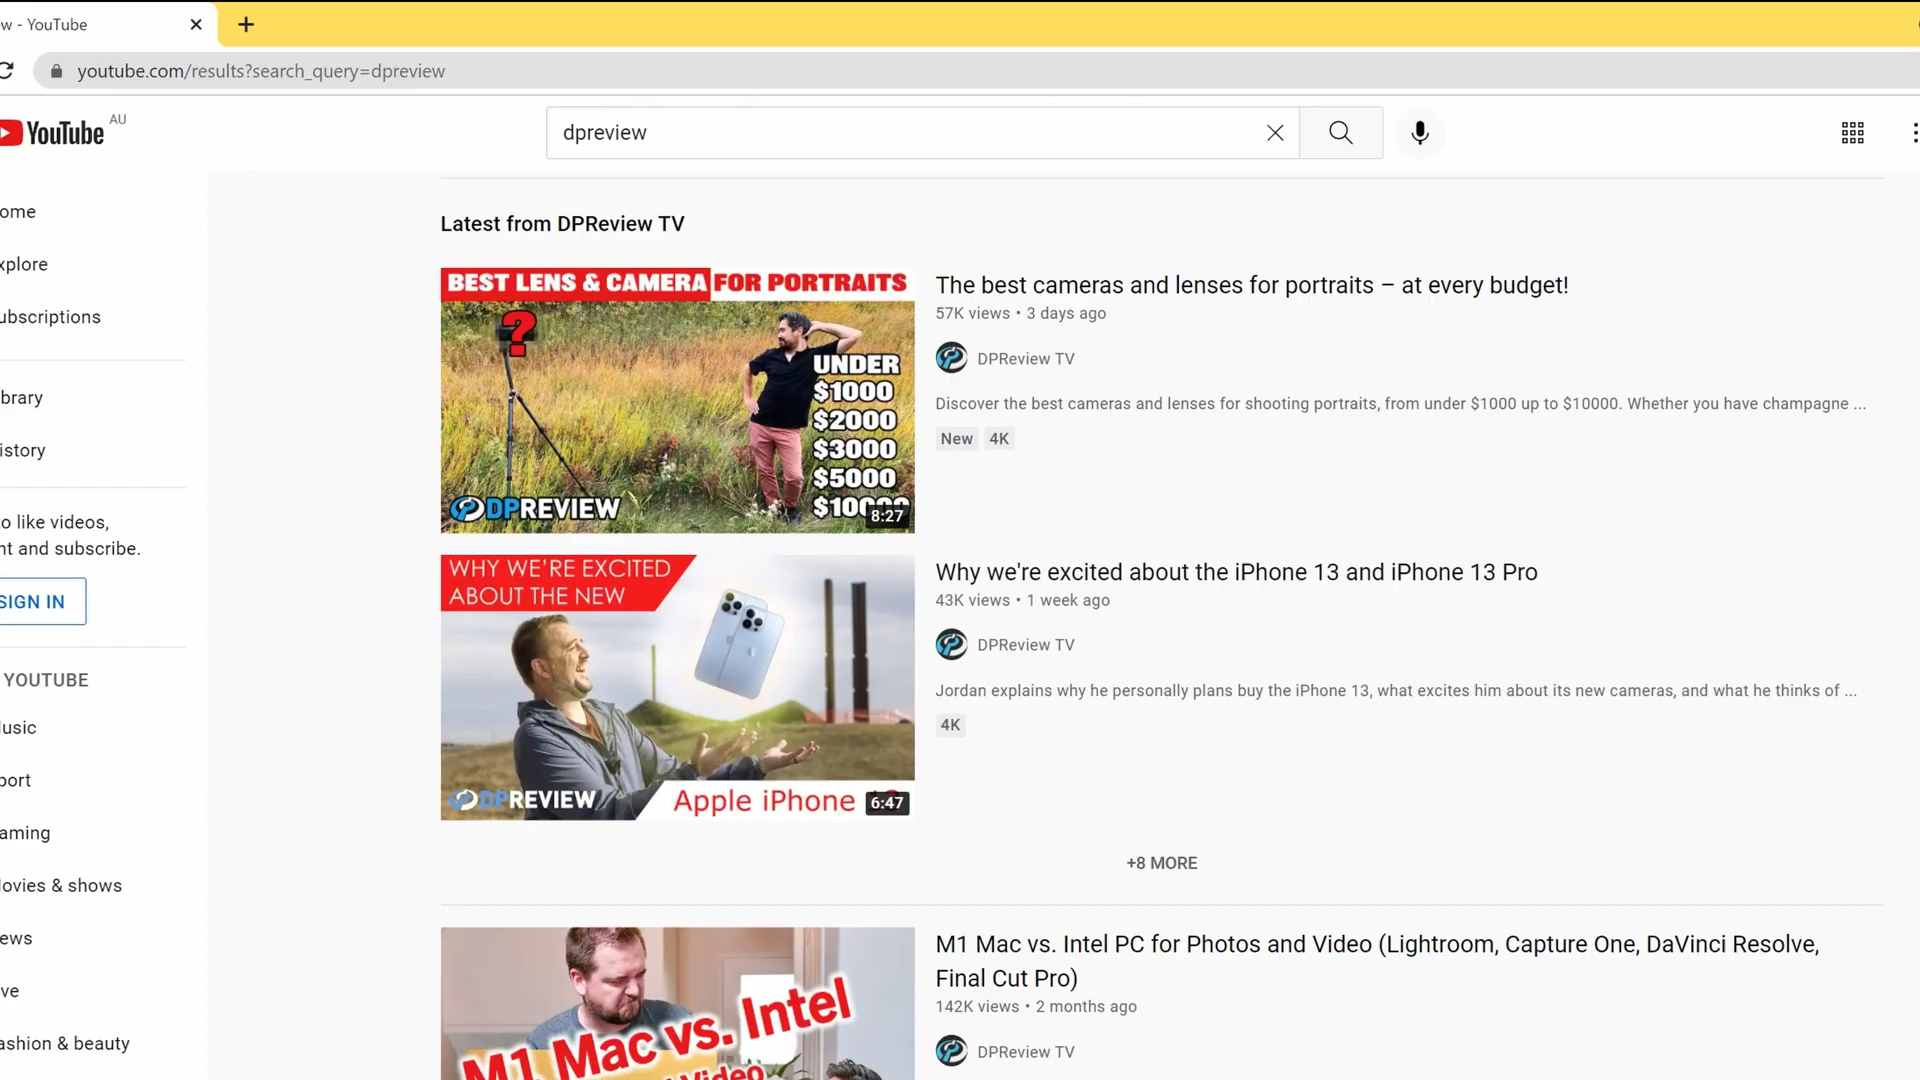 w - YouTube
youtube.com/results?search_query=dpreview
YouTube AU
dpreview
ome
xplore
ubscriptions
brary
istory
o like videos,
nt and subscribe.
SIGN IN
YOUTUBE
usic
port
aming
ovies & shows
ews
ve
ashion & beauty
Latest from DPReview TV
BEST LENS & CAMERA FOR PORTRAITS
?
UNDER
$1000
$2000
$3000
$5000
DPREVIEW
8:27
The best cameras and lenses for portraits – at every budget!
57K views • 3 days ago
DPReview TV
Discover the best cameras and lenses for shooting portraits, from under $1000 up to $10000. Whether you have champagne ...
New 4K
WHY WE'RE EXCITED
ABOUT THE NEW
DPREVIEW
Apple iPhone
6:47
Why we're excited about the iPhone 13 and iPhone 13 Pro
43K views • 1 week ago
DPReview TV
Jordan explains why he personally plans buy the iPhone 13, what excites him about its new cameras, and what he thinks of ...
4K
+8 MORE
M1 Mac vs. Intel
Video
M1 Mac vs. Intel PC for Photos and Video (Lightroom, Capture One, DaVinci Resolve,
Final Cut Pro)
142K views • 2 months ago
DPReview TV